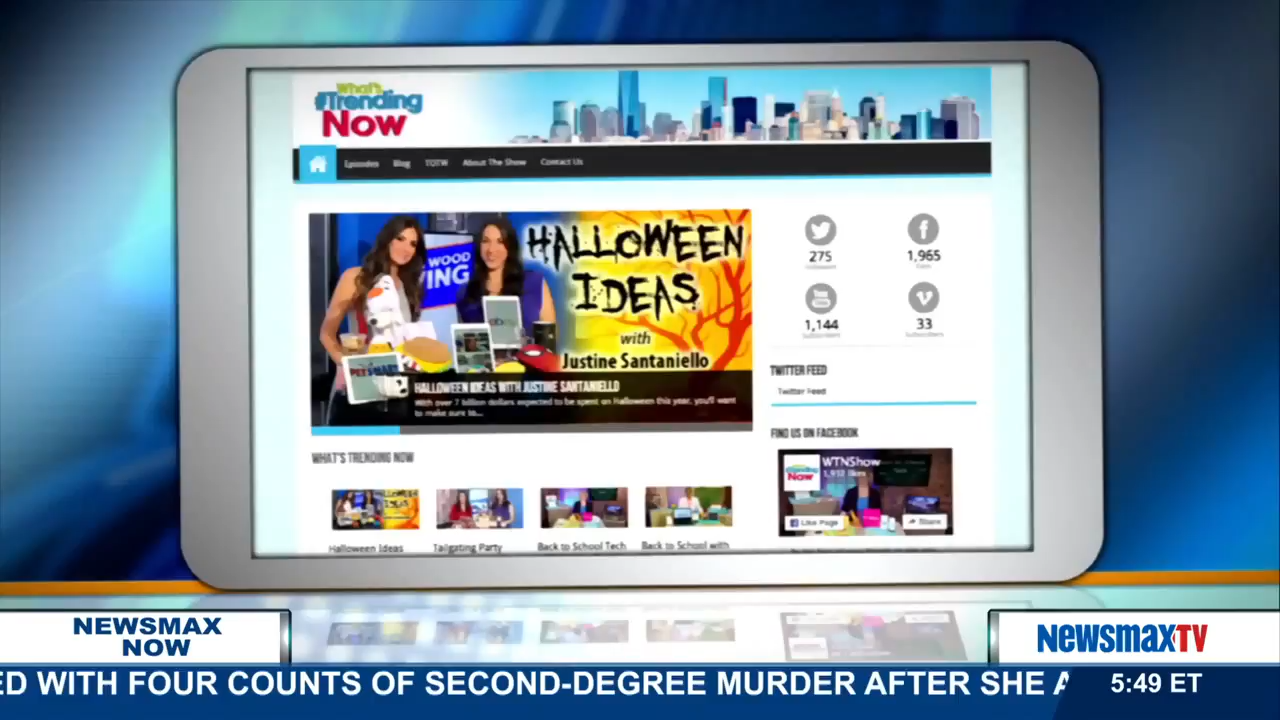 What's
#Trending
Now
Episodes Blog TOTW About The Show Contact Us
WOOD
HALLOWEEN
IDEAS
with
Justine Santaniello
HALLOWEEN IDEAS WITH JUSTINE SANTANIELLO
With over 7 billion dollars expected to be spent on Halloween this year, you'll want
to make sure to...
275
1,965
Fans
1,144
Subscribers
33
Subscribers
TWITTER FEED
Twitter Feed
FIND US ON FACEBOOK
WTNShow
Like Page
Share
WHAT'S TRENDING NOW
Halloween Ideas
Tailgating Party
Back to School Tech
Back to School with
NEWSMAX
NOW
NEWSMAXTV
ED WITH FOUR COUNTS OF SECOND-DEGREE MURDER AFTER SHE A
5:49 ET